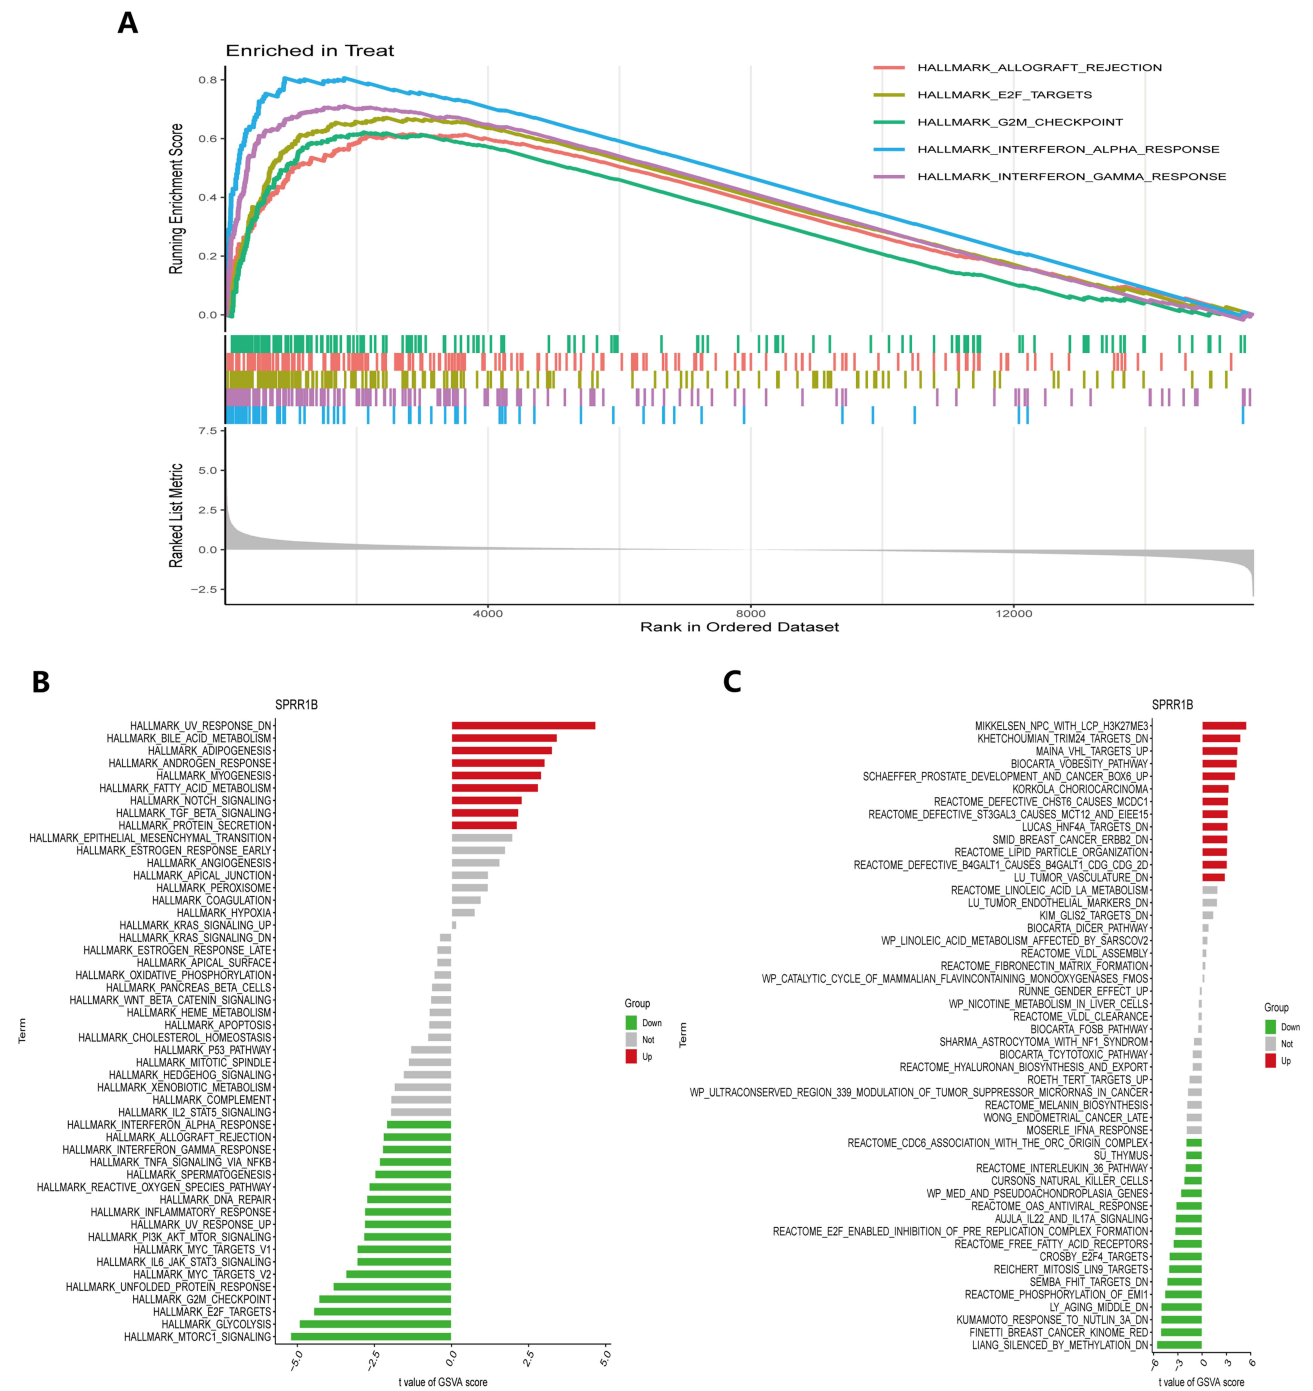 A
Enriched in Treat
HALLMARK_ALLOGRAFT_REJECTION
HALLMARK_E2F_TARGETS
HALLMARK_G2M_CHECKPOINT
HALLMARK_INTERFERON_ALPHA_RESPONSE
HALLMARK_INTERFERON_GAMMA_RESPONSE
Running Enrichment Score
0.8
0.6
0.4
0.2
0.0
Ranked List Metric
7.5
5.0
2.5
0.0
−2.5
4000
8000
12000
Rank in Ordered Dataset
B
SPRR1B
Term
HALLMARK_UV_RESPONSE_DN
HALLMARK_BILE_ACID_METABOLISM
HALLMARK_ADIPOGENESIS
HALLMARK_ANDROGEN_RESPONSE
HALLMARK_MYOGENESIS
HALLMARK_FATTY_ACID_METABOLISM
HALLMARK_NOTCH_SIGNALING
HALLMARK_TGF_BETA_SIGNALING
HALLMARK_PROTEIN_SECRETION
HALLMARK_EPITHELIAL_MESENCHYMAL_TRANSITION
HALLMARK_ESTROGEN_RESPONSE_EARLY
HALLMARK_ANGIOGENESIS
HALLMARK_APICAL_JUNCTION
HALLMARK_PEROXISOME
HALLMARK_COAGULATION
HALLMARK_HYPOXIA
HALLMARK_KRAS_SIGNALING_UP
HALLMARK_KRAS_SIGNALING_DN
HALLMARK_ESTROGEN_RESPONSE_LATE
HALLMARK_APICAL_SURFACE
HALLMARK_OXIDATIVE_PHOSPHORYLATION
HALLMARK_PANCREAS_BETA_CELLS
HALLMARK_WNT_BETA_CATENIN_SIGNALING
HALLMARK_HEME_METABOLISM
HALLMARK_APOPTOSIS
HALLMARK_CHOLESTEROL_HOMEOSTASIS
HALLMARK_P53_PATHWAY
HALLMARK_MITOTIC_SPINDLE
HALLMARK_HEDGEHOG_SIGNALING
HALLMARK_XENOBIOTIC_METABOLISM
HALLMARK_COMPLEMENT
HALLMARK_IL2_STAT5_SIGNALING
HALLMARK_INTERFERON_ALPHA_RESPONSE
HALLMARK_ALLOGRAFT_REJECTION
HALLMARK_INTERFERON_GAMMA_RESPONSE
HALLMARK_TNFA_SIGNALING_VIA_NFKB
HALLMARK_SPERMATOGENESIS
HALLMARK_REACTIVE_OXYGEN_SPECIES_PATHWAY
HALLMARK_DNA_REPAIR
HALLMARK_INFLAMMATORY_RESPONSE
HALLMARK_UV_RESPONSE_UP
HALLMARK_PI3K_AKT_MTOR_SIGNALING
HALLMARK_MYC_TARGETS_V1
HALLMARK_IL6_JAK_STAT3_SIGNALING
HALLMARK_MYC_TARGETS_V2
HALLMARK_UNFOLDED_PROTEIN_RESPONSE
HALLMARK_G2M_CHECKPOINT
HALLMARK_E2F_TARGETS
HALLMARK_GLYCOLYSIS
HALLMARK_MTORC1_SIGNALING
−5.0
−2.5
0.0
2.5
5.0
t value of GSVA score
Group
Down
Not
Up
C
SPRR1B
Term
MIKKELSEN_NPC_WITH_LCP_H3K27ME3
KHETCHOUMIAN_TRIM24_TARGETS_DN
MAINA_VHL_TARGETS_UP
BIOCARTA_VOBESITY_PATHWAY
SCHAEFFER_PROSTATE_DEVELOPMENT_AND_CANCER_BOX6_UP
KORKOLA_CHORIOCARCINOMA
REACTOME_DEFECTIVE_CHST6_CAUSES_MCDC1
REACTOME_DEFECTIVE_ST3GAL3_CAUSES_MCT12_AND_EIEE15
LUCAS_HNF4A_TARGETS_DN
SMID_BREAST_CANCER_ERBB2_DN
REACTOME_LIPID_PARTICLE_ORGANIZATION
REACTOME_DEFECTIVE_B4GALT1_CAUSES_B4GALT1_CDG_CDG_2D
LU_TUMOR_VASCULATURE_DN
REACTOME_LINOLEIC_ACID_LA_METABOLISM
LU_TUMOR_ENDOTHELIAL_MARKERS_DN
KIM_GLIS2_TARGETS_DN
BIOCARTA_DICER_PATHWAY
WP_LINOLEIC_ACID_METABOLISM_AFFECTED_BY_SARSCOV2
REACTOME_VLDL_ASSEMBLY
REACTOME_FIBRONECTIN_MATRIX_FORMATION
WP_CATALYTIC_CYCLE_OF_MAMMALIAN_FLAVINCONTAINING_MONOOXYGENASES_FMOS
RUNNE_GENDER_EFFECT_UP
WP_NICOTINE_METABOLISM_IN_LIVER_CELLS
REACTOME_VLDL_CLEARANCE
BIOCARTA_FOSB_PATHWAY
SHARMA_ASTROCYTOMA_WITH_NF1_SYNDROM
BIOCARTA_TCYTOTOXIC_PATHWAY
REACTOME_HYALURONAN_BIOSYNTHESIS_AND_EXPORT
ROETH_TERT_TARGETS_UP
WP_ULTRACONSERVED_REGION_339_MODULATION_OF_TUMOR_SUPPRESSOR_MICRORNAS_IN_CANCER
REACTOME_MELANIN_BIOSYNTHESIS
WONG_ENDOMETRIAL_CANCER_LATE
MOSERLE_IFNA_RESPONSE
REACTOME_CDC6_ASSOCIATION_WITH_THE_ORC_ORIGIN_COMPLEX
SU_THYMUS
REACTOME_INTERLEUKIN_36_PATHWAY
CURSONS_NATURAL_KILLER_CELLS
WP_MED_AND_PSEUDOACHONDROPLASIA_GENES
REACTOME_OAS_ANTIVIRAL_RESPONSE
AUJLA_IL22_AND_IL17A_SIGNALING
REACTOME_E2F_ENABLED_INHIBITION_OF_PRE_REPLICATION_COMPLEX_FORMATION
REACTOME_FREE_FATTY_ACID_RECEPTORS
CROSBY_E2F4_TARGETS
REICHERT_MITOSIS_LIN9_TARGETS
SEMBA_FHIT_TARGETS_DN
REACTOME_PHOSPHORYLATION_OF_EMI1
LY_AGING_MIDDLE_DN
KUMAMOTO_RESPONSE_TO_NUTLIN_3A_DN
FINETTI_BREAST_CANCER_KINOME_RED
LIANG_SILENCED_BY_METHYLATION_DN
−6
−3
0
3
6
t value of GSVA score
Group
Down
Not
Up